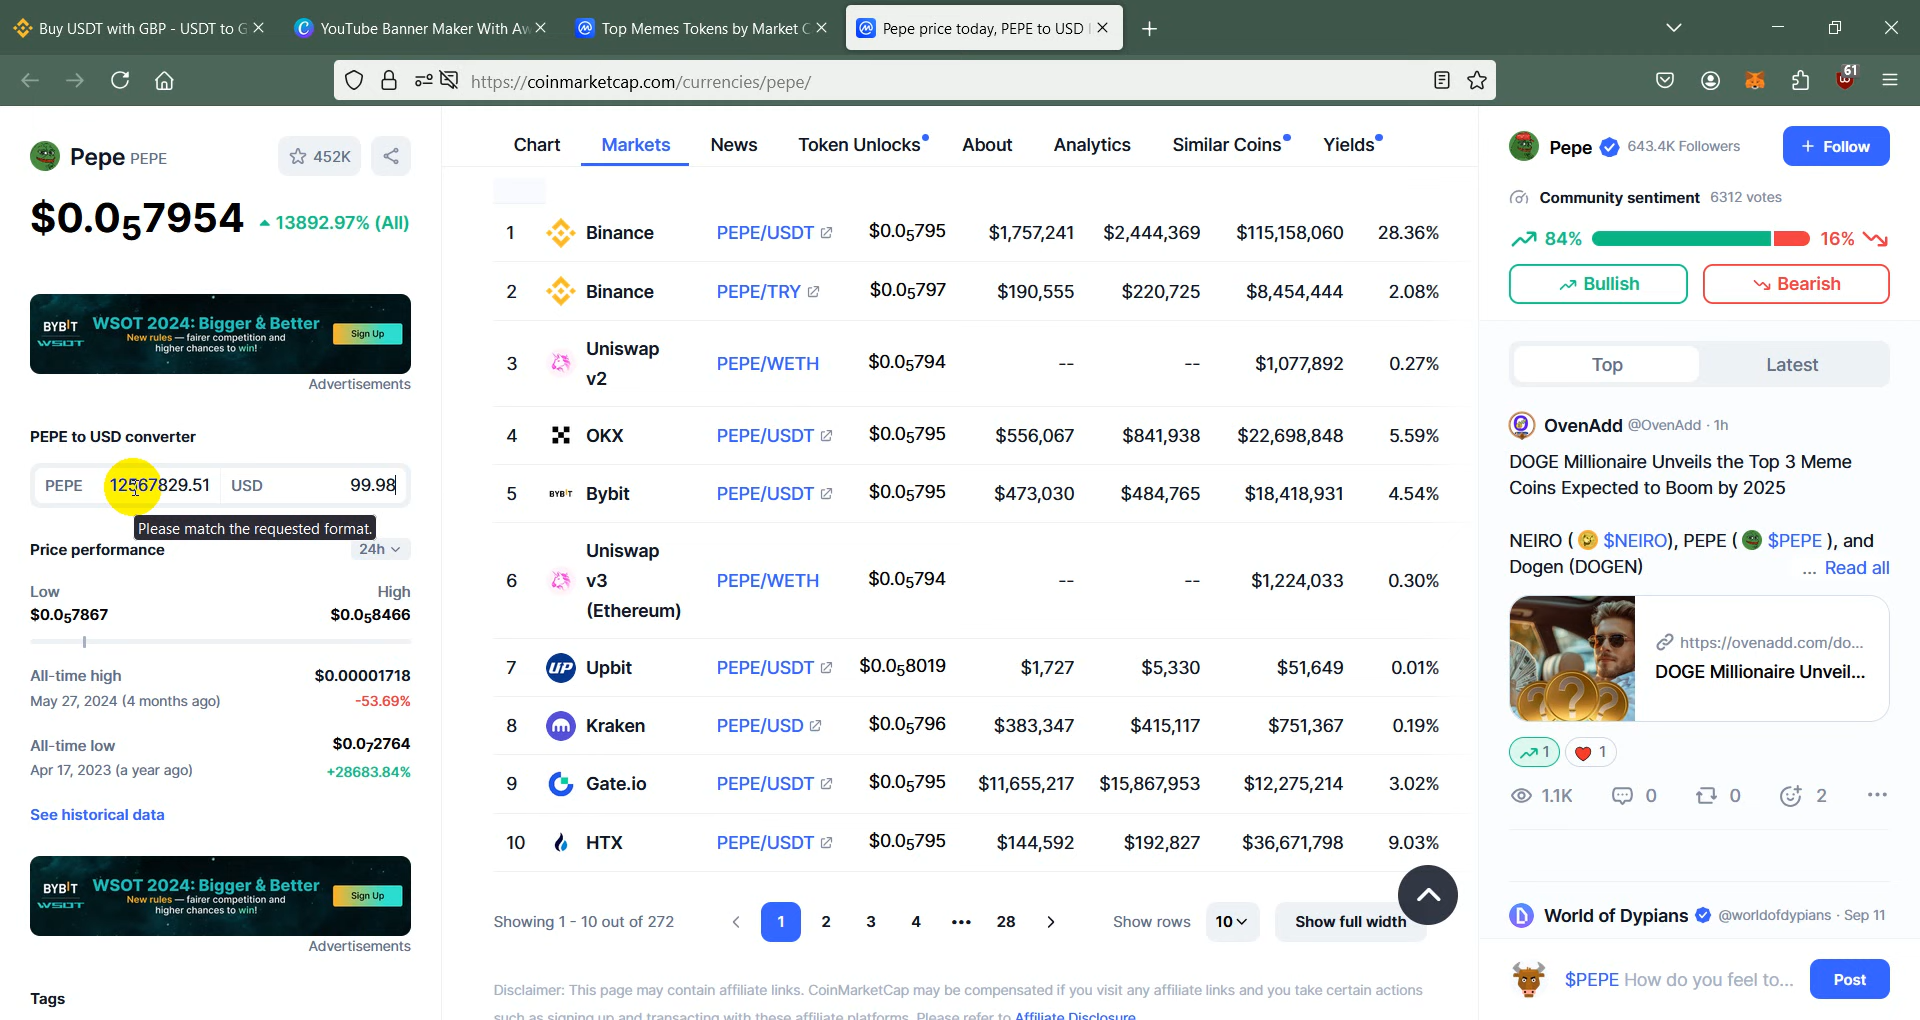 Buy USDT with GBP - USDT to G
YouTube Banner Maker With Aw
Top Memes Tokens by Market C
Pepe price today, PEPE to USD
https://coinmarketcap.com/currencies/pepe/
61
Pepe PEPE
452K
$0.0₅7954
13892.97% (All)
BYBIT
WSOT
WSOT 2024: Bigger & Better
New rules — fairer competition and
higher chances to win!
Sign Up
Advertisements
PEPE to USD converter
PEPE 12567829.51 USD 99.98
Please match the requested format.
Price performance 24h
Low High
$0.0₅7867 $0.0₅8466
All-time high $0.00001718
May 27, 2024 (4 months ago) -53.69%
All-time low $0.0₇2764
Apr 17, 2023 (a year ago) +28683.84%
See historical data
BYBIT
WSOT
WSOT 2024: Bigger & Better
New rules — fairer competition and
higher chances to win!
Sign Up
Advertisements
Tags
Chart Markets News Token Unlocks About Analytics Similar Coins Yields
1 Binance PEPE/USDT $0.0₅795 $1,757,241 $2,444,369 $115,158,060 28.36%
2 Binance PEPE/TRY $0.0₅797 $190,555 $220,725 $8,454,444 2.08%
3 Uniswap v2 PEPE/WETH $0.0₅794 -- -- $1,077,892 0.27%
4 OKX PEPE/USDT $0.0₅795 $556,067 $841,938 $22,698,848 5.59%
5 BYBIT Bybit PEPE/USDT $0.0₅795 $473,030 $484,765 $18,418,931 4.54%
6 Uniswap v3 (Ethereum) PEPE/WETH $0.0₅794 -- -- $1,224,033 0.30%
7 UP Upbit PEPE/USDT $0.0₅8019 $1,727 $5,330 $51,649 0.01%
8 Kraken PEPE/USD $0.0₅796 $383,347 $415,117 $751,367 0.19%
9 Gate.io PEPE/USDT $0.0₅795 $11,655,217 $15,867,953 $12,275,214 3.02%
10 HTX PEPE/USDT $0.0₅795 $144,592 $192,827 $36,671,798 9.03%
Showing 1 - 10 out of 272
1 2 3 4 ••• 28
Show rows 10 Show full width
Disclaimer: This page may contain affiliate links. CoinMarketCap may be compensated if you visit any affiliate links and you take certain actions
such as signing up and transacting with these affiliate platforms. Please refer to Affiliate Disclosure
Pepe 643.4K Followers + Follow
Community sentiment 6312 votes
84% 16%
Bullish Bearish
Top Latest
OvenAdd @OvenAdd · 1h
DOGE Millionaire Unveils the Top 3 Meme
Coins Expected to Boom by 2025
NEIRO ( $NEIRO), PEPE ( $PEPE ), and
Dogen (DOGEN) ... Read all
https://ovenadd.com/do...
DOGE Millionaire Unveil...
1 1
1.1K 0 0 2
World of Dypians @worldofdypians · Sep 11
$PEPE How do you feel to... Post